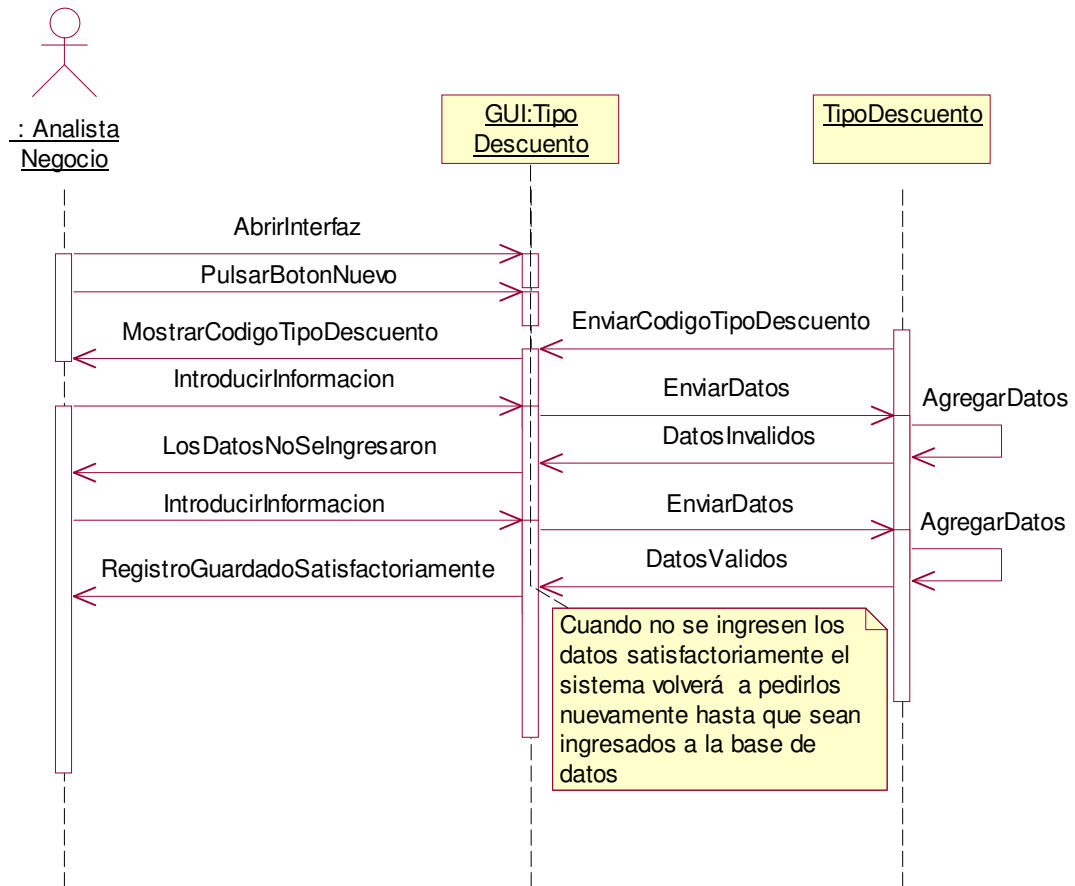 : Analista
Negocio
GUI:Tipo
Descuento
TipoDescuento
AbrirInterfaz
PulsarBotonNuevo
EnviarCodigoTipoDescuento
MostrarCodigoTipoDescuento
IntroducirInformacion
EnviarDatos
AgregarDatos
DatosInvalidos
LosDatosNoSeIngresaron
IntroducirInformacion
EnviarDatos
AgregarDatos
DatosValidos
RegistroGuardadoSatisfactoriamente
Cuando no se ingresen los
datos satisfactoriamente el
sistema volverá a pedirlos
nuevamente hasta que sean
ingresados a la base de
datos